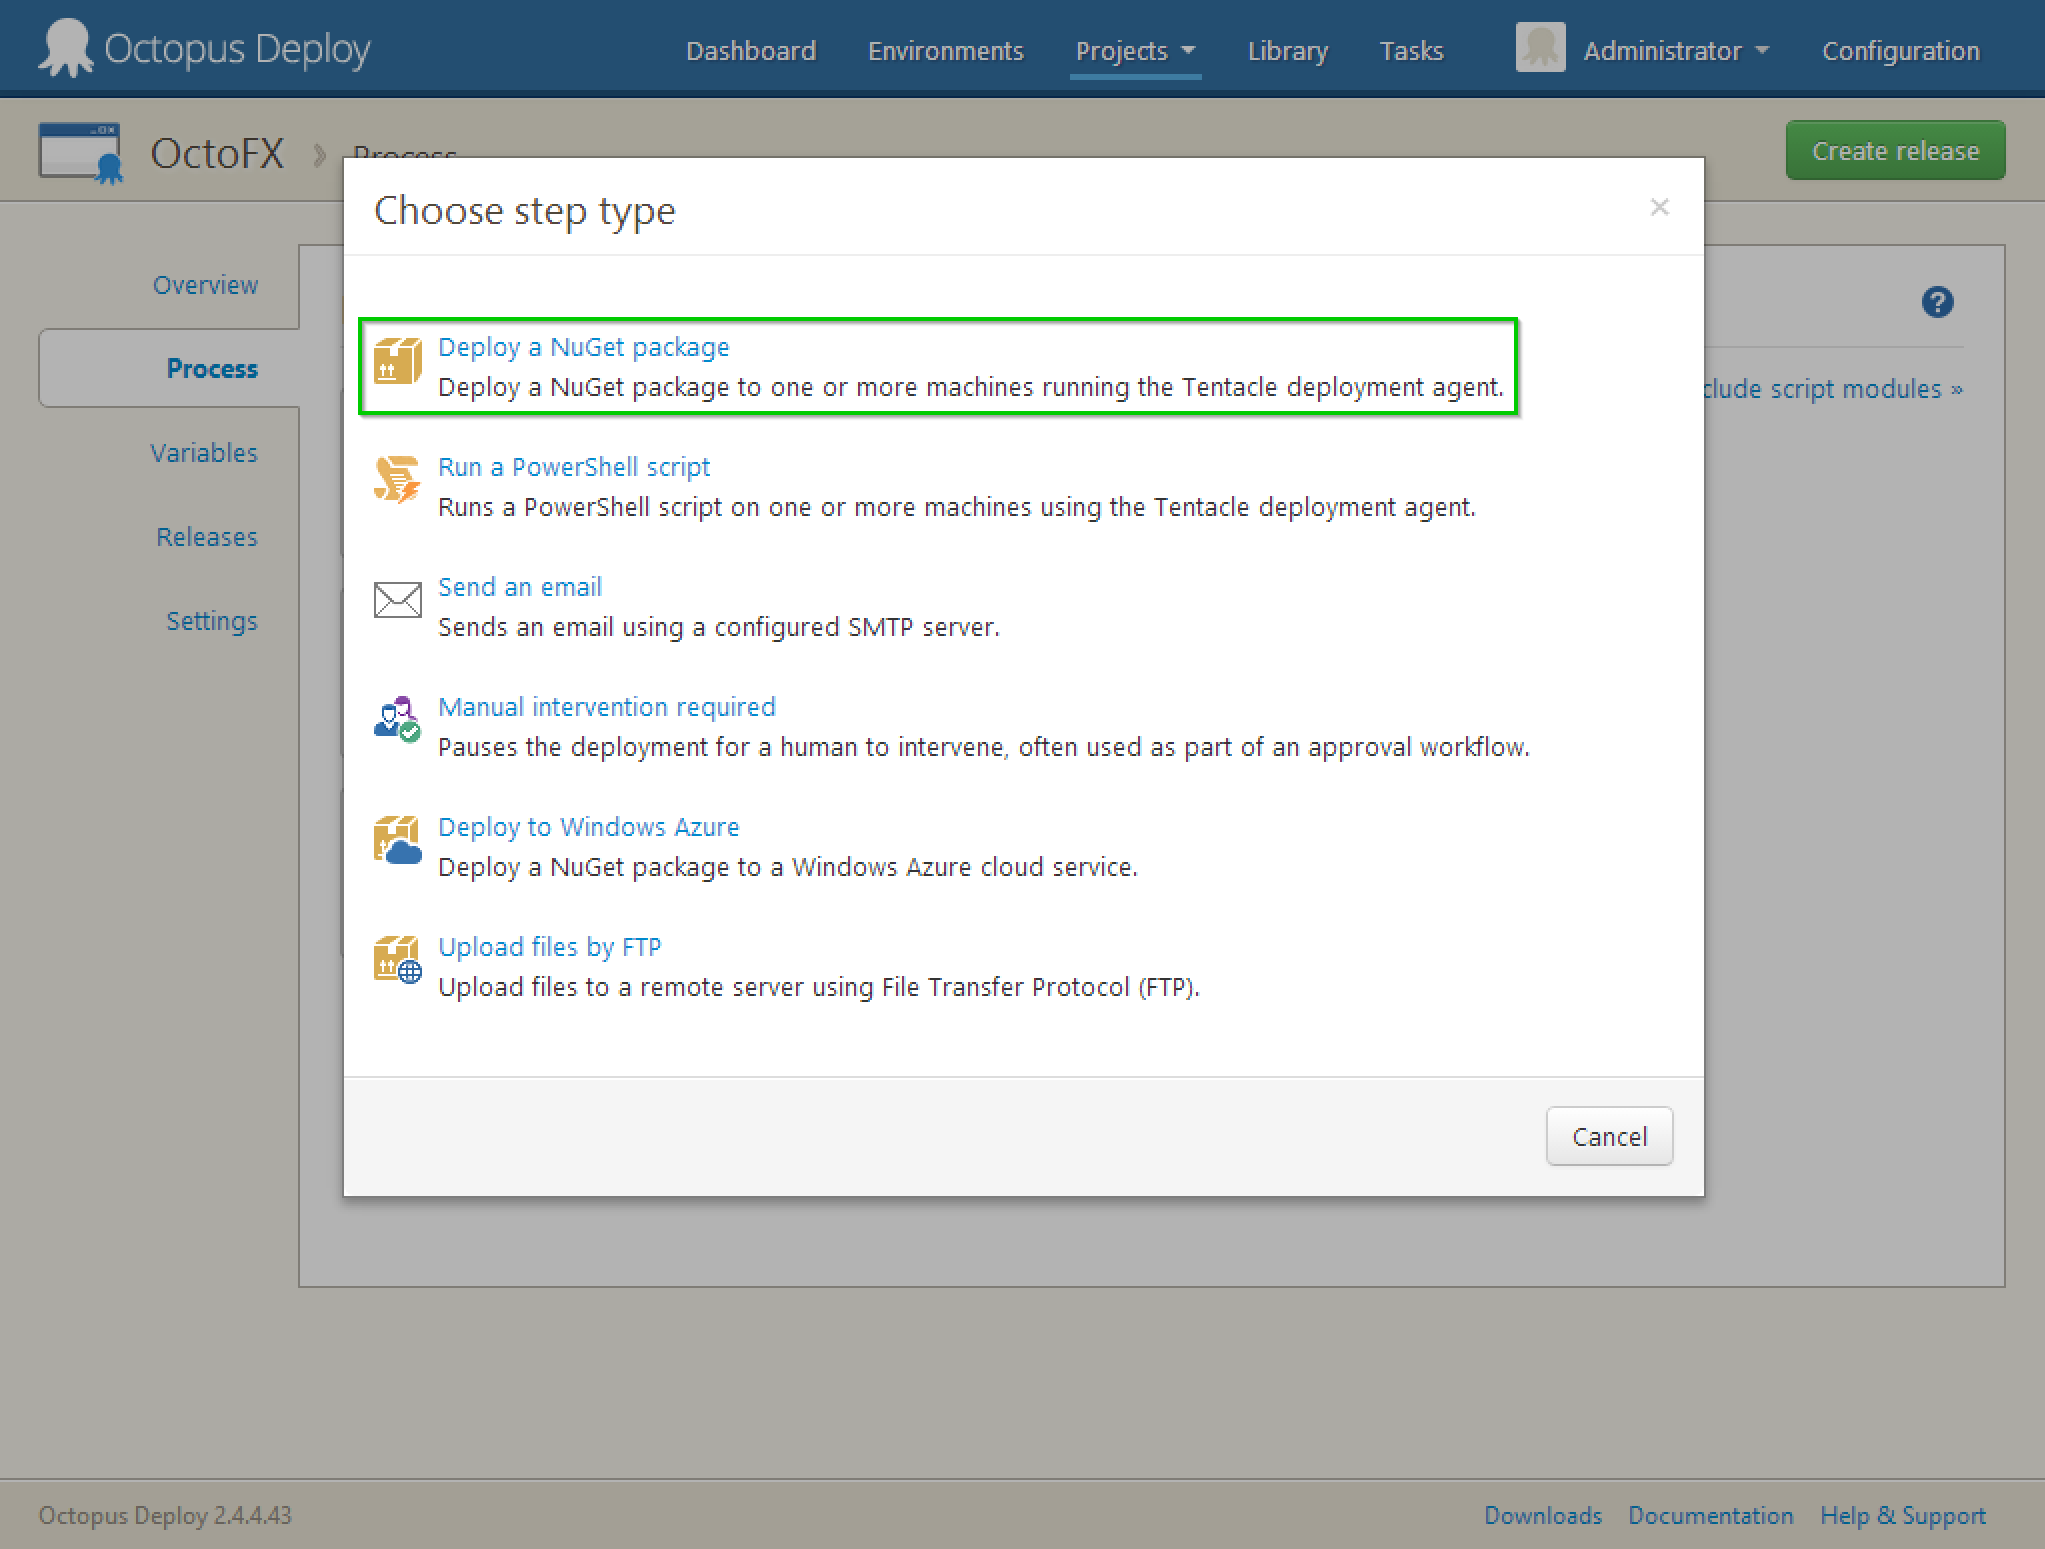 Octopus Deploy
Dashboard
Environments
Projects
Library
Tasks
Administrator
Configuration
OctoFX
Process
Create release
Choose step type
×
Overview
Process
Variables
Releases
Settings
?
clude script modules »
Deploy a NuGet package
Deploy a NuGet package to one or more machines running the Tentacle deployment agent.
Run a PowerShell script
Runs a PowerShell script on one or more machines using the Tentacle deployment agent.
Send an email
Sends an email using a configured SMTP server.
Manual intervention required
Pauses the deployment for a human to intervene, often used as part of an approval workflow.
Deploy to Windows Azure
Deploy a NuGet package to a Windows Azure cloud service.
Upload files by FTP
Upload files to a remote server using File Transfer Protocol (FTP).
Cancel
Octopus Deploy 2.4.4.43
Downloads
Documentation
Help & Support